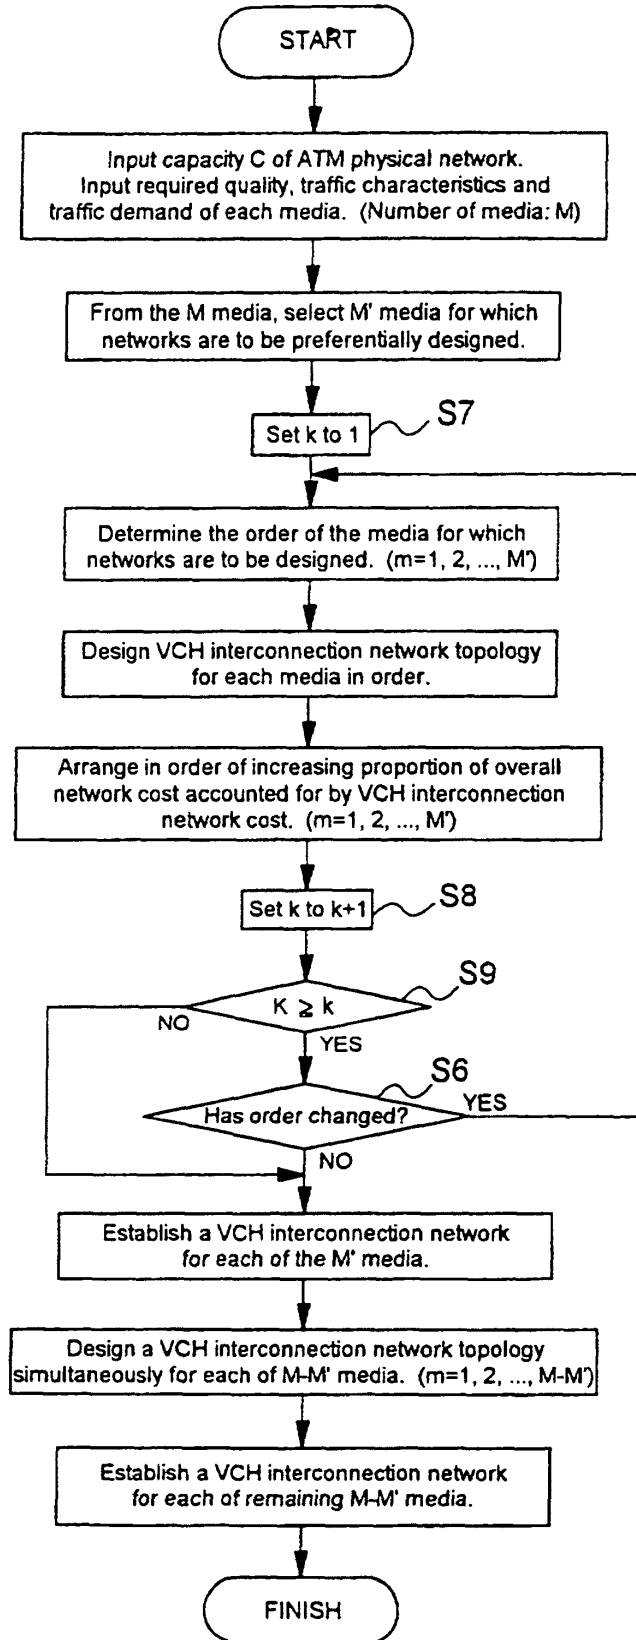 START
Input capacity C of ATM physical network.
Input required quality, traffic characteristics and
traffic demand of each media. (Number of media: M)
From the M media, select M' media for which
networks are to be preferentially designed.
S7
Set k to 1
Determine the order of the media for which
networks are to be designed. (m=1, 2, ..., M')
Design VCH interconnection network topology
for each media in order.
Arrange in order of increasing proportion of overall
network cost accounted for by VCH interconnection
network cost. (m=1, 2, ..., M')
S8
Set k to k+1
S9
K ≧ k
NO
YES
S6
Has order changed?
YES
NO
Establish a VCH interconnection network
for each of the M' media.
Design a VCH interconnection network topology
simultaneously for each of M-M' media. (m=1, 2, ..., M-M')
Establish a VCH interconnection network
for each of remaining M-M' media.
FINISH